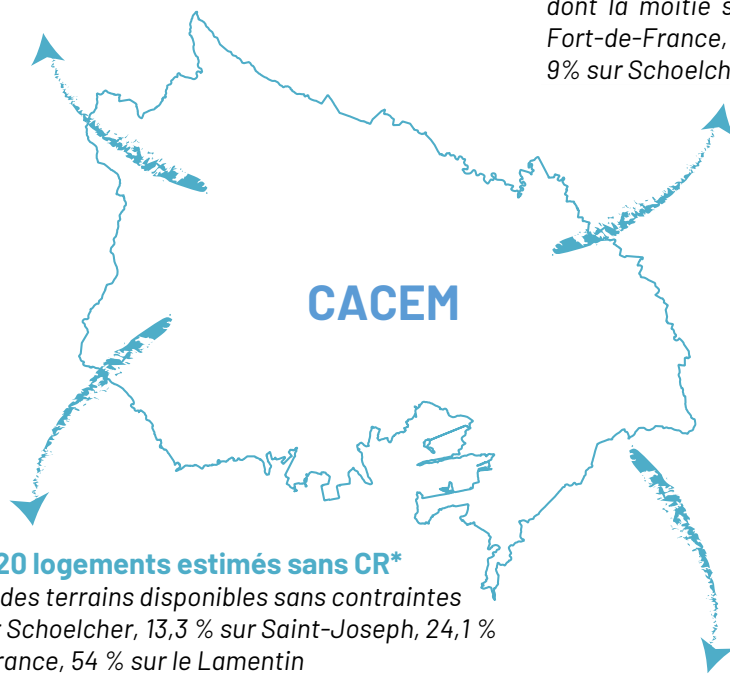 dont la moitié s
Fort-de-France,
9% sur Schoelch
CACEM
20 logements estimés sans CR*
des terrains disponibles sans contraintes
Schoelcher, 13,3 % sur Saint-Joseph, 24,1 %
rance, 54 % sur le Lamentin